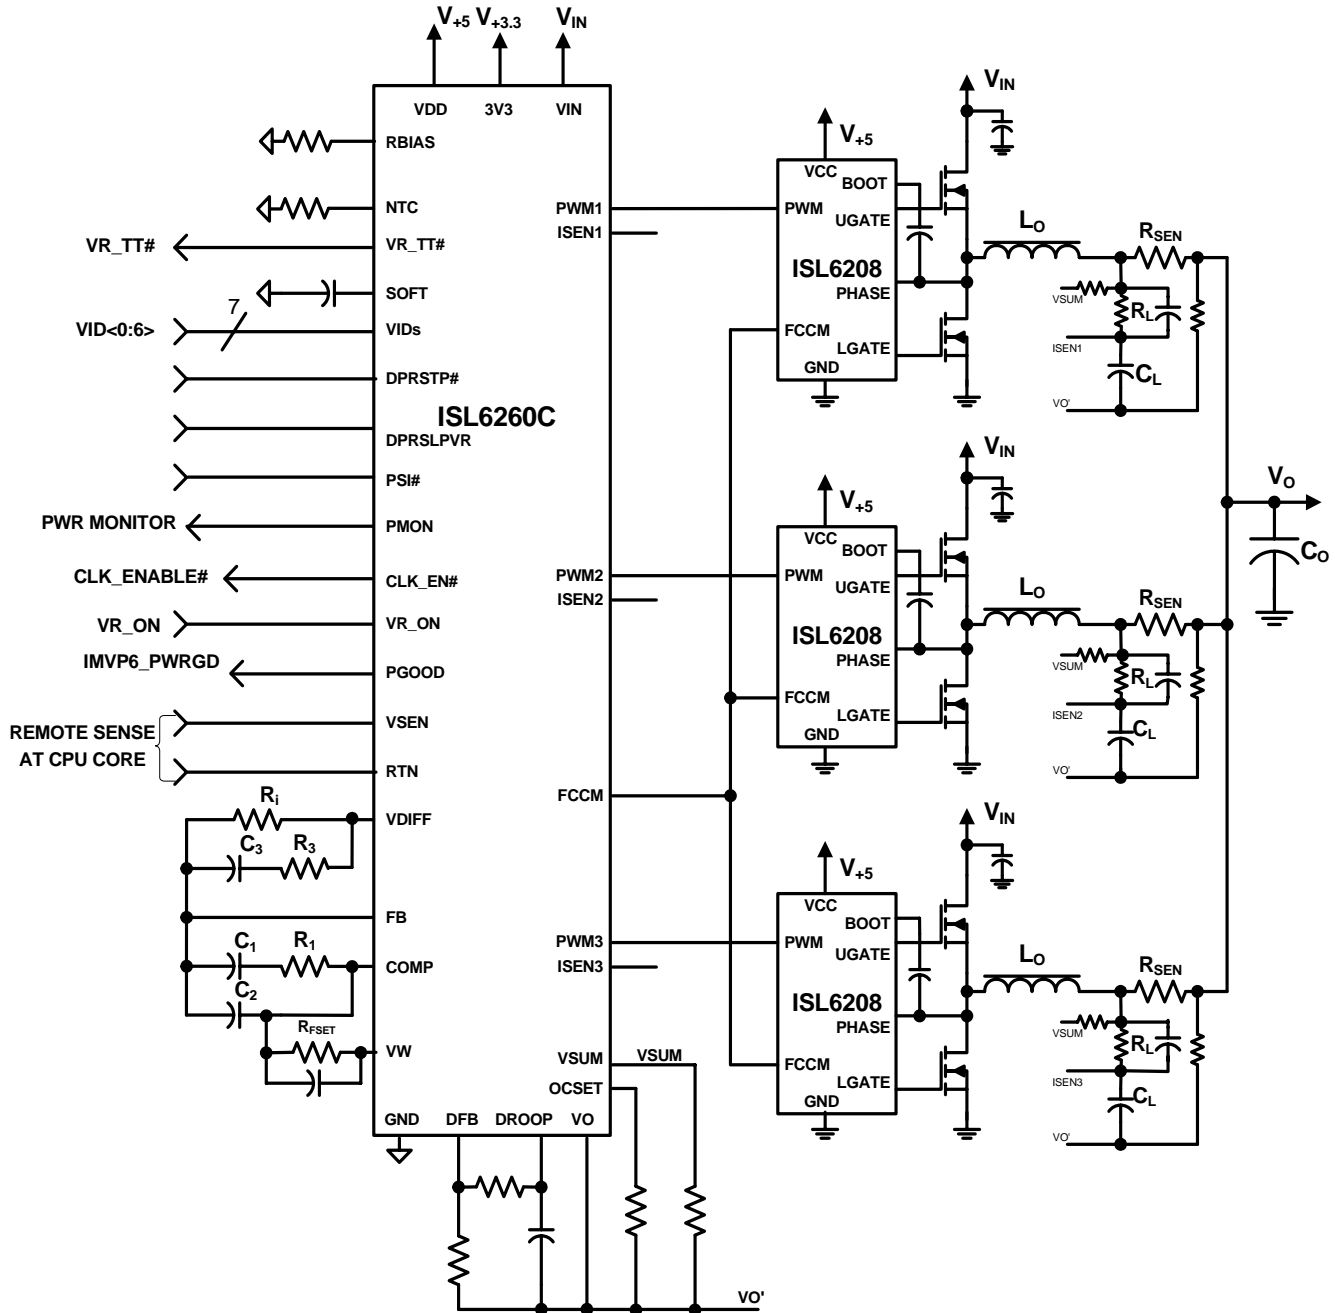 V+5 V+3.3 VIN
VDD 3V3 VIN
RBIAS
NTC
VR_TT# VR_TT#
SOFT
7
VID<0:6> VIDs
DPRSTP#
ISL6260C
DPRSLPVR
PSI#
PWR MONITOR PMON
CLK_ENABLE# CLK_EN#
VR_ON VR_ON
IMVP6_PWRGD PGOOD
REMOTE SENSE
AT CPU CORE
VSEN
RTN
Ri
VDIFF
C3 R3
FB
C1 R1
COMP
C2
RFSET
VW
GND DFB DROOP VO
PWM1
ISEN1
PWM2
ISEN2
FCCM
PWM3
ISEN3
VSUM VSUM
OCSET
VO'
VIN
V+5
VCC
BOOT
PWM
UGATE
ISL6208
PHASE
FCCM
LGATE
GND
LO
RSEN
VSUM
RL
ISEN1
CL
VO'
VIN
V+5
VCC
BOOT
PWM
UGATE
ISL6208
PHASE
FCCM
LGATE
GND
LO
RSEN
VSUM
RL
ISEN2
CL
VO'
VO
CO
VIN
V+5
VCC
BOOT
PWM
UGATE
ISL6208
PHASE
FCCM
LGATE
GND
LO
RSEN
VSUM
RL
ISEN3
CL
VO'